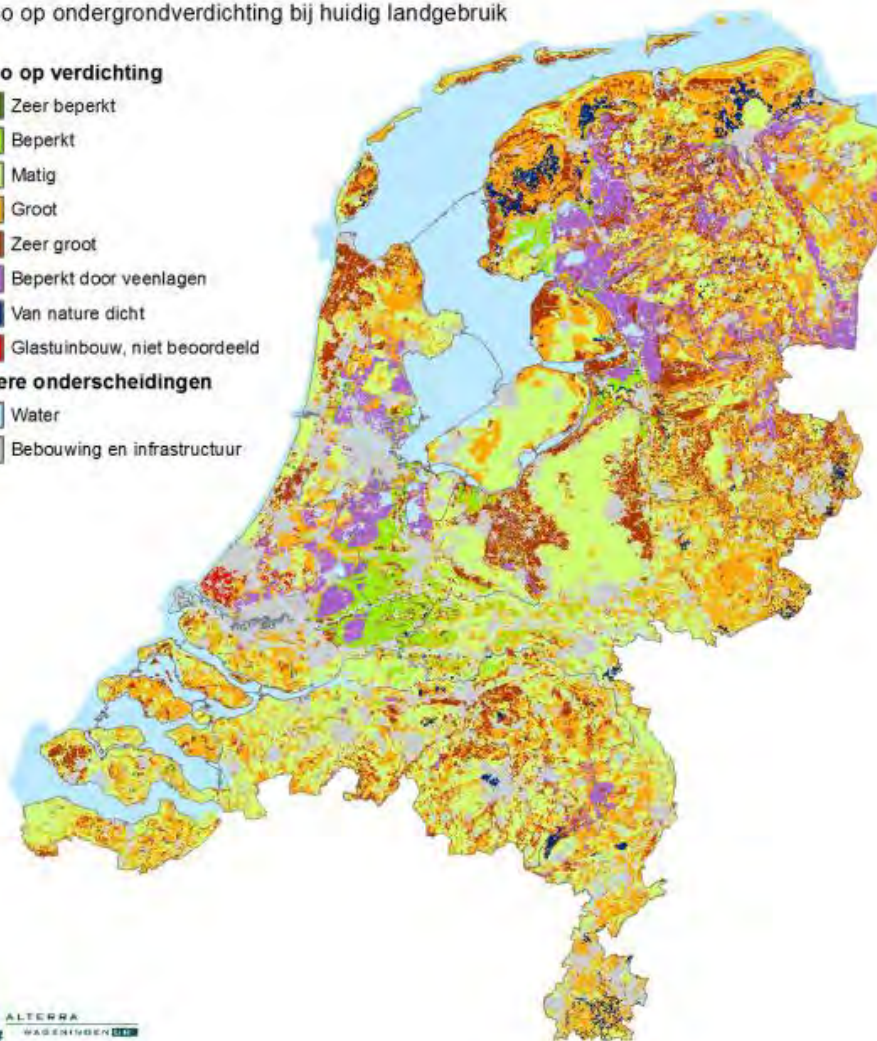 o op ondergrondverdichting bij huidig landgebruik
o op verdichting
Zeer beperkt
Beperkt
Matig
Groot
Zeer groot
Beperkt door veenlagen
Van nature dicht
Glastuinbouw, niet beoordeeld
ere onderscheidingen
Water
Bebouwing en infrastructuur
ALTERRA
WAGENINGEN UR